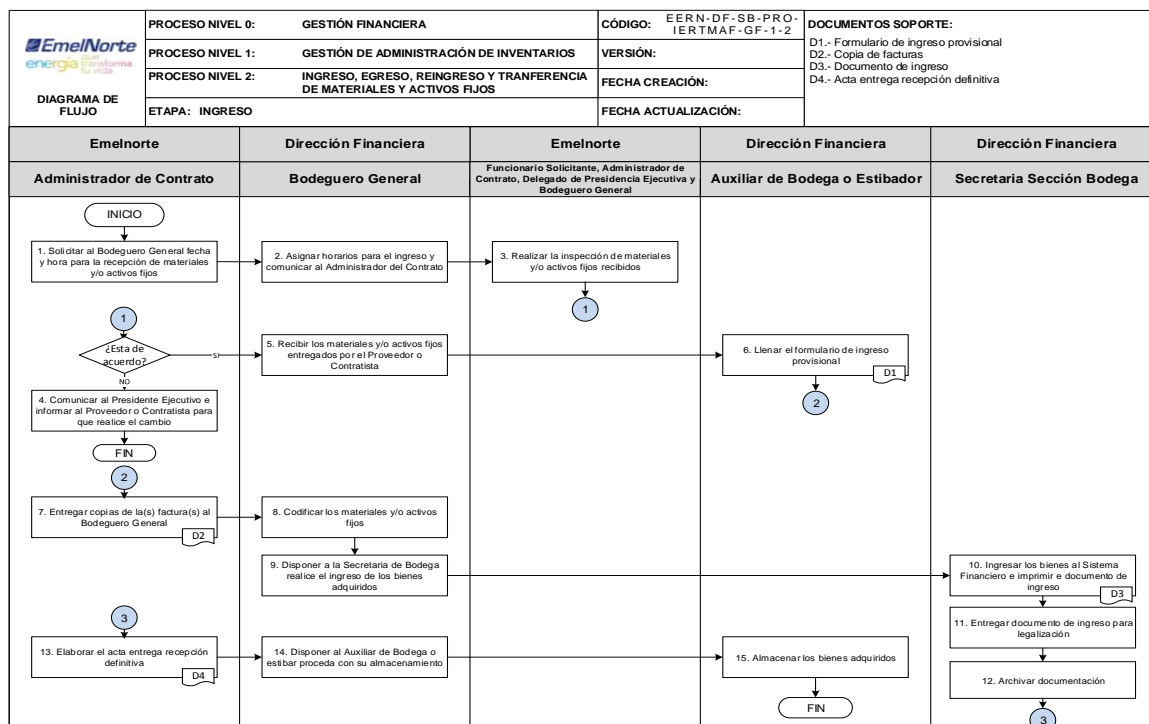 EmelNorte
energía que transforma tu vida
DIAGRAMA DE
FLUJO
PROCESO NIVEL 0: GESTIÓN FINANCIERA
PROCESO NIVEL 1: GESTIÓN DE ADMINISTRACIÓN DE INVENTARIOS
PROCESO NIVEL 2: INGRESO, EGRESO, REINGRESO Y TRANFERENCIA
DE MATERIALES Y ACTIVOS FIJOS
ETAPA: INGRESO
CÓDIGO: EERN-DF-SB-PRO-
IERTMAF-GF-1-2
VERSIÓN:
FECHA CREACIÓN:
FECHA ACTUALIZACIÓN:
DOCUMENTOS SOPORTE:
D1.- Formulario de ingreso provisional
D2.- Copia de facturas
D3.- Documento de ingreso
D4.- Acta entrega recepción definitiva
Emelnorte
Dirección Financiera
Emelnorte
Dirección Financiera
Dirección Financiera
Administrador de Contrato
Bodeguero General
Funcionario Solicitante, Administrador de
Contrato, Delegado de Presidencia Ejecutiva y
Bodeguero General
Auxiliar de Bodega o Estibador
Secretaria Sección Bodega
INICIO
1. Solicitar al Bodeguero General fecha
y hora para la recepción de materiales
y/o activos fijos
2. Asignar horarios para el ingreso y
comunicar al Administrador del Contrato
3. Realizar la inspección de materiales
y/o activos fijos recibidos
1
1
¿Esta de
acuerdo?
SI
NO
5. Recibir los materiales y/o activos fijos
entregados por el Proveedor o
Contratista
6. Llenar el formulario de ingreso
provisional
D1
2
4. Comunicar al Presidente Ejecutivo e
informar al Proveedor o Contratista para
que realice el cambio
FIN
2
7. Entregar copias de la(s) factura(s) al
Bodeguero General
D2
8. Codificar los materiales y/o activos
fijos
9. Disponer a la Secretaria de Bodega
realice el ingreso de los bienes
adquiridos
10. Ingresar los bienes al Sistema
Financiero e imprimir e documento de
ingreso
D3
11. Entregar documento de ingreso para
legalización
12. Archivar documentación
3
3
13. Elaborar el acta entrega recepción
definitiva
D4
14. Disponer al Auxiliar de Bodega o
estibar proceda con su almacenamiento
15. Almacenar los bienes adquiridos
FIN